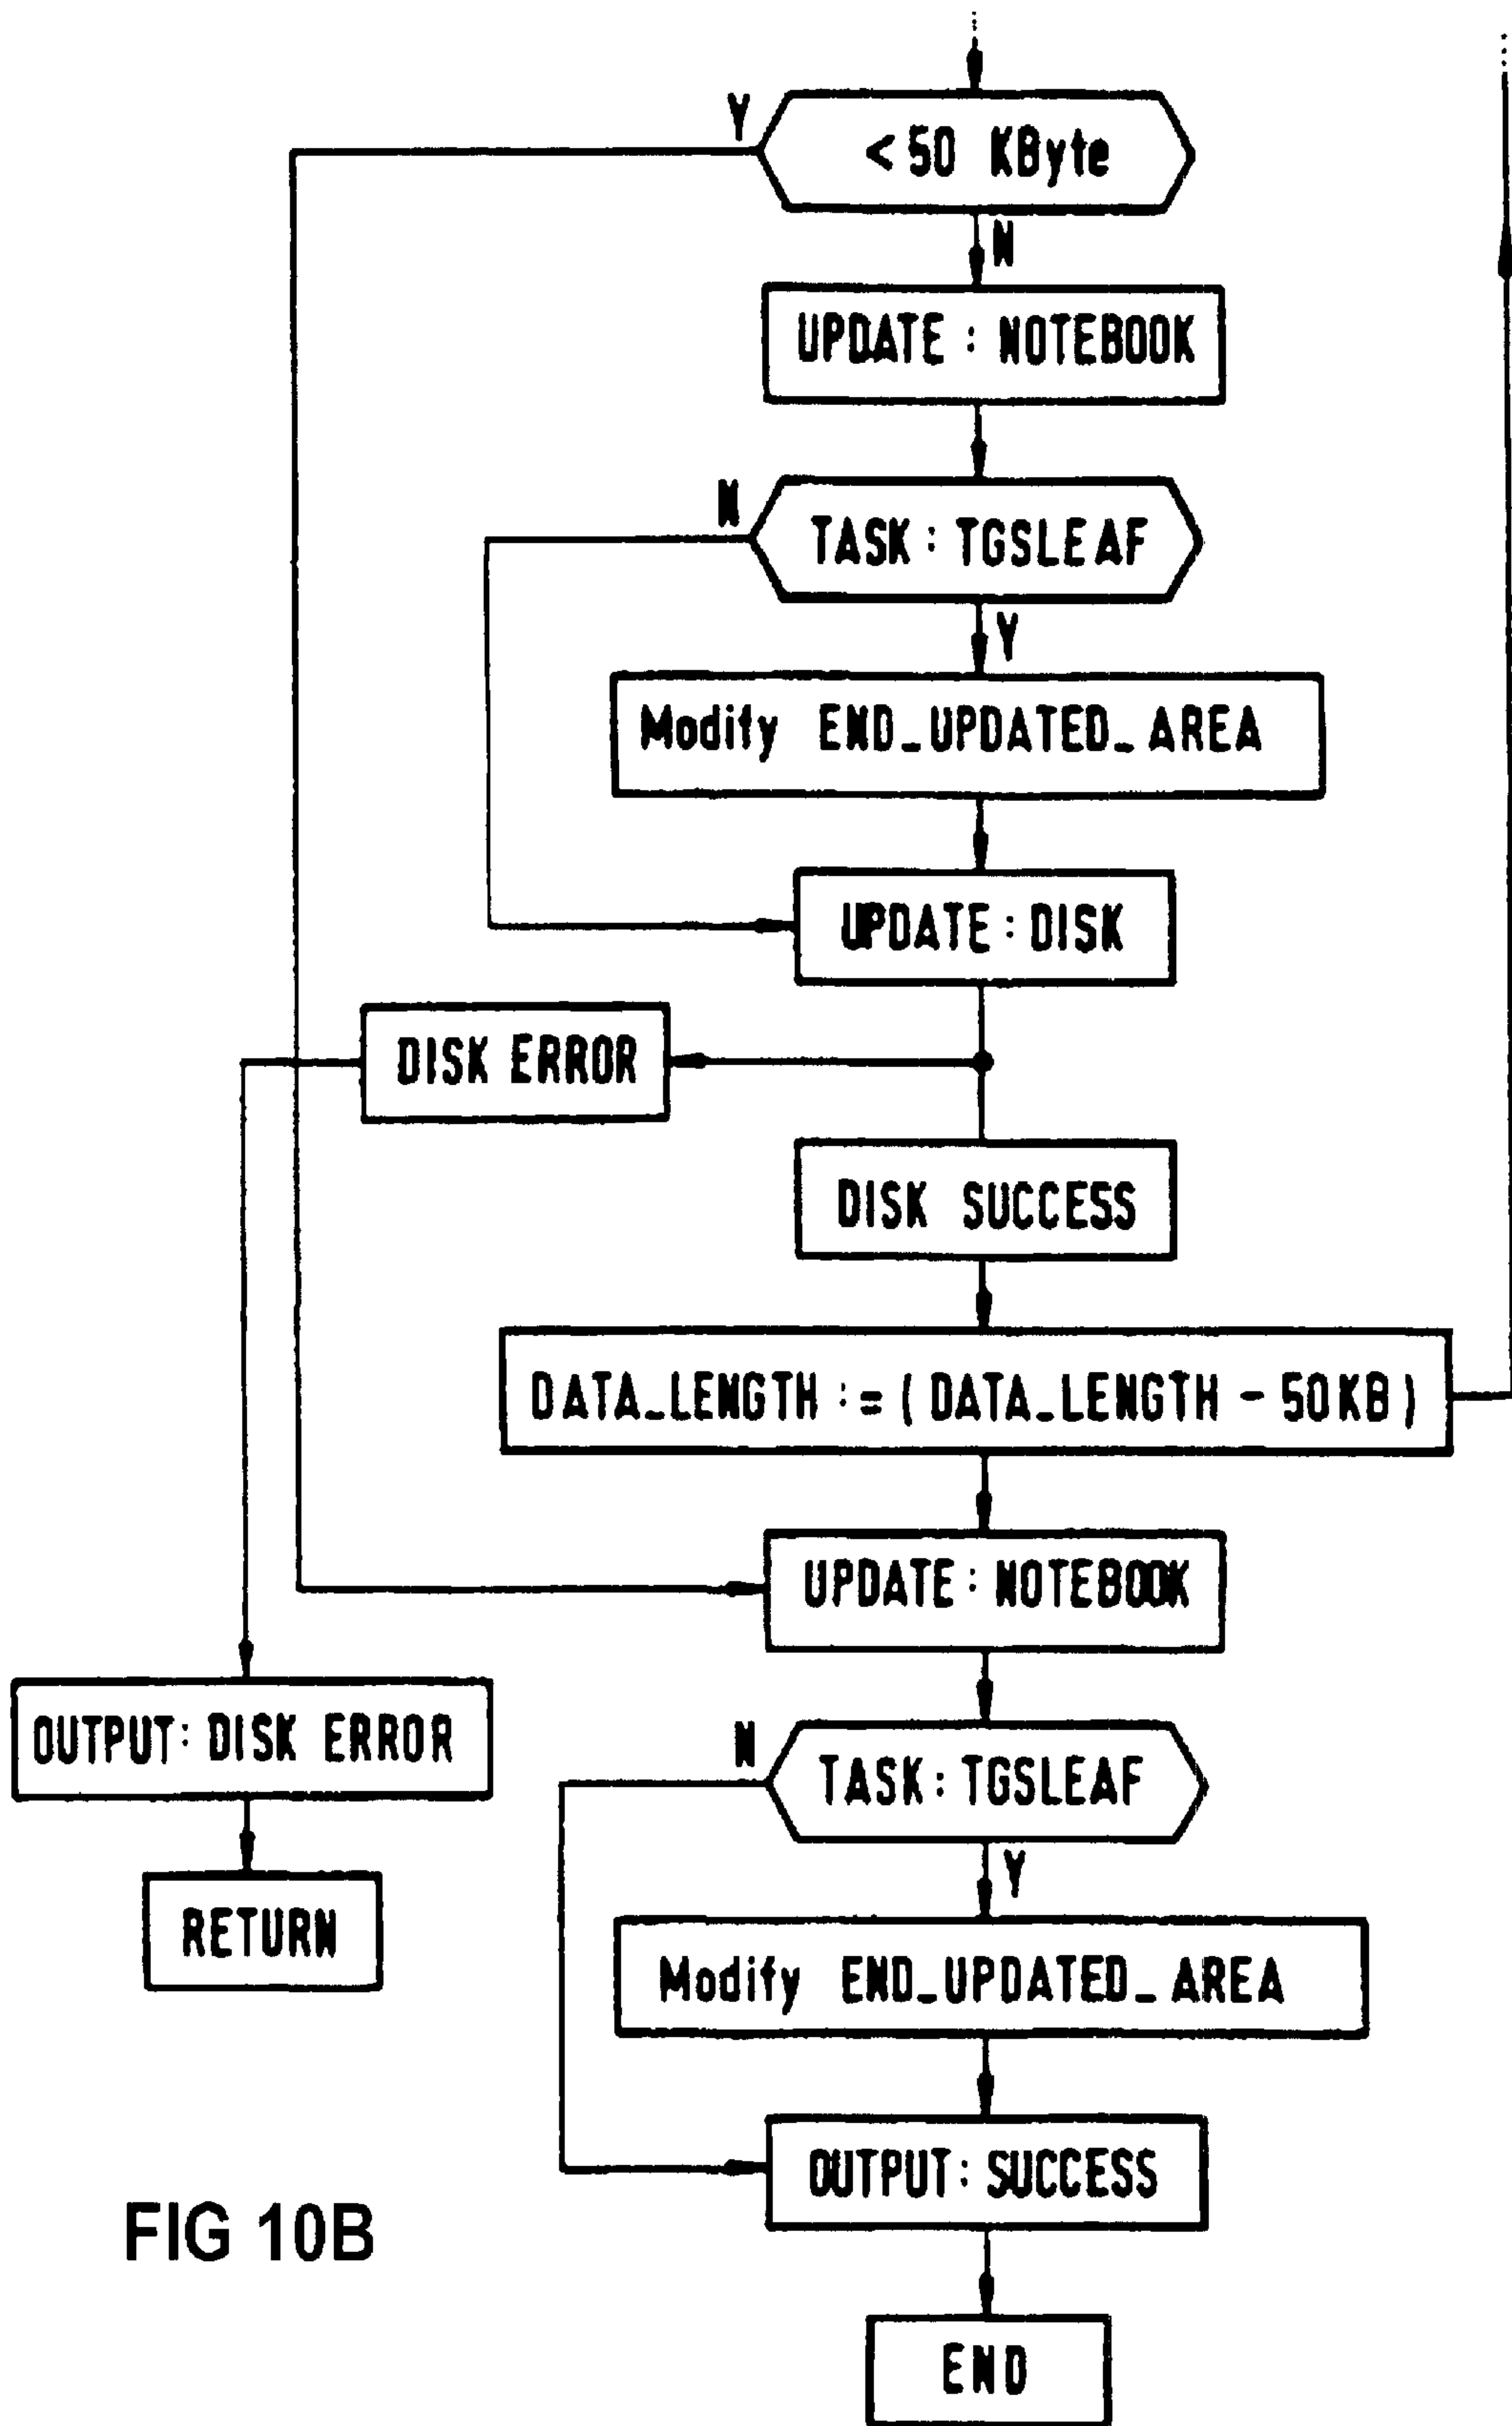 Y
< 50 KByte
N
UPDATE : NOTEBOOK
N
TASK : TGSLEAF
Y
Modify END_UPDATED_AREA
UPDATE : DISK
DISK ERROR
DISK SUCCESS
DATA_LENGTH := ( DATA_LENGTH - 50KB )
UPDATE : NOTEBOOK
OUTPUT: DISK ERROR
N
TASK : TGSLEAF
Y
RETURN
Modify END_UPDATED_AREA
OUTPUT : SUCCESS
FIG 10B
END